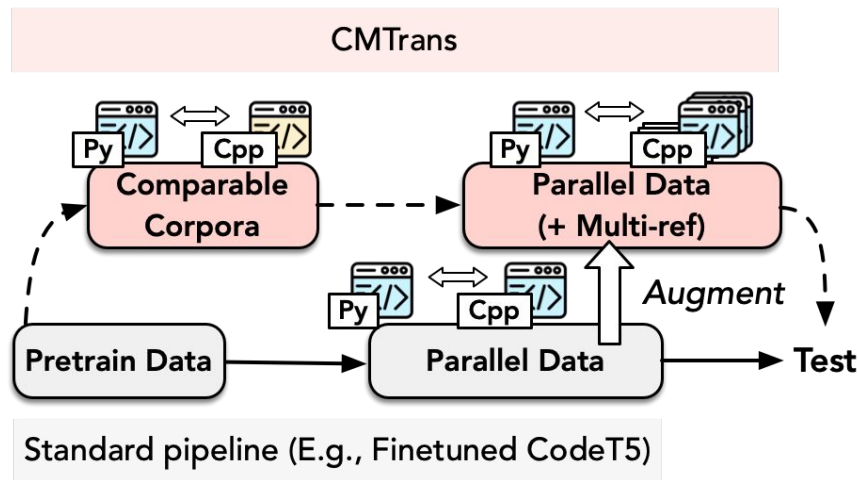 CMTrans
Py
Cpp
Comparable
Corpora
Py
Cpp
Parallel Data
(+ Multi-ref)
Py
Cpp
Augment
Pretrain Data
Parallel Data
Test
Standard pipeline (E.g., Finetuned CodeT5)